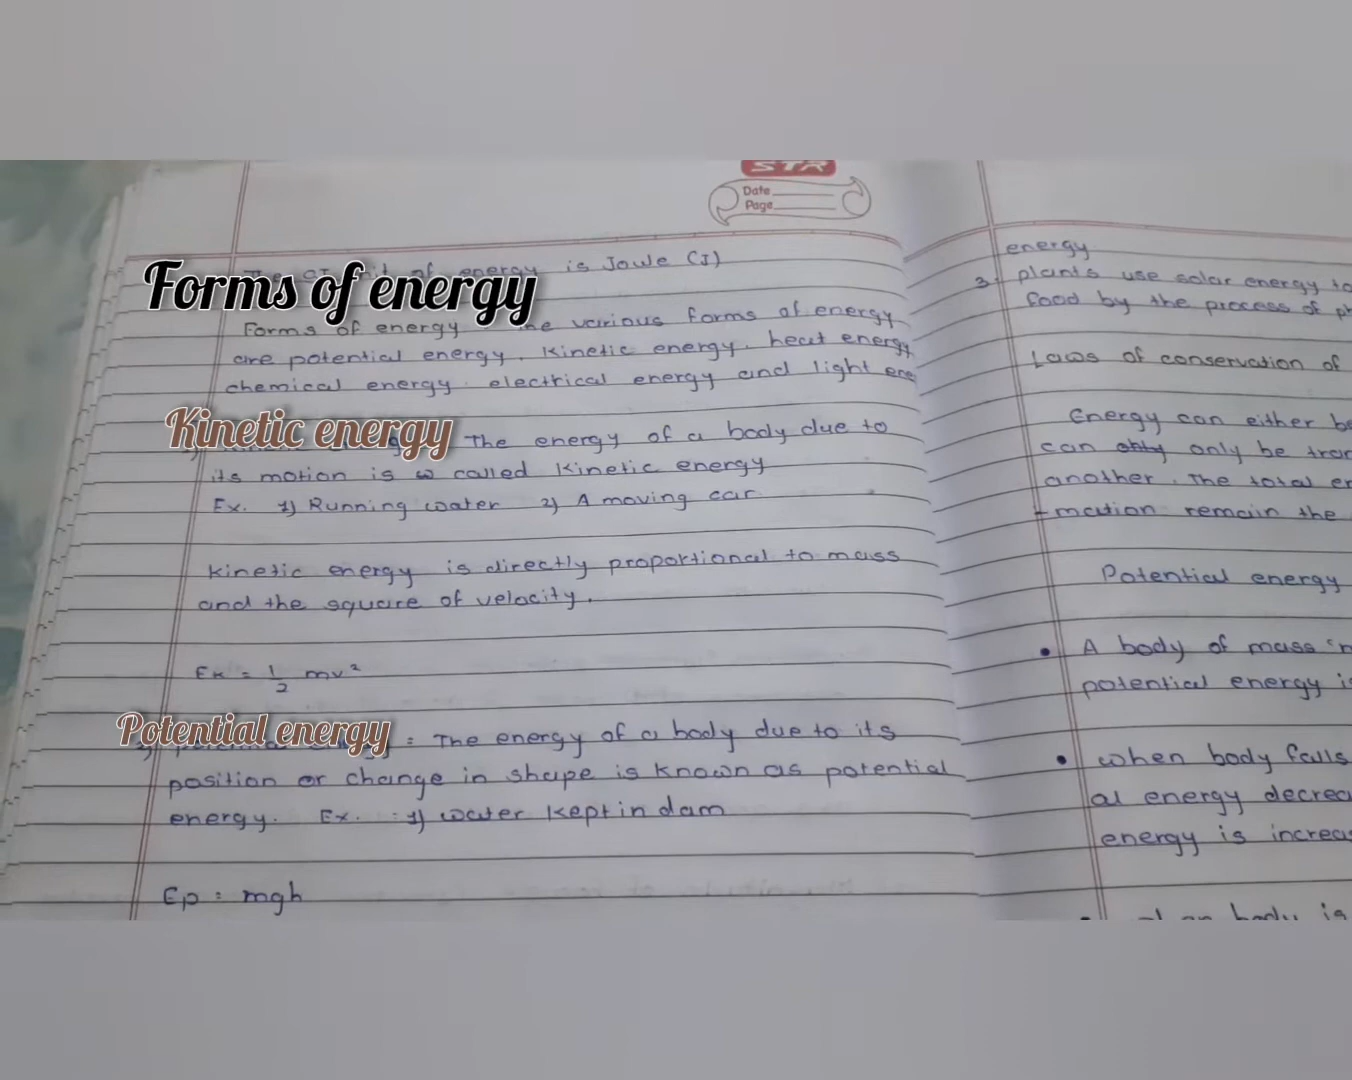 STR
Date
Page
energy is Joule (J)
Forms of energy
Forms of energy the various forms of energy
are potential energy, kinetic energy, heat energy
chemical energy. electrical energy and light
Kinetic energy
The energy of a body due to
its motion is called kinetic energy
Ex. 1) Running water 2) A moving car
kinetic energy is directly proportional to mass
and the square of velocity.
Ek = 1/2 mv²
Potential energy
: The energy of a body due to its
position or change in shape is known as potential
energy. Ex. : 1) water kept in dam
Ep = mgh
energy
3. plants use solar energy to
food by the process of
Laws of conservation of
Energy can either
can only be
another. The total
-mation remain the
Potential energy
• A body of mass
potential energy
• when body falls
al energy
energy is
body is